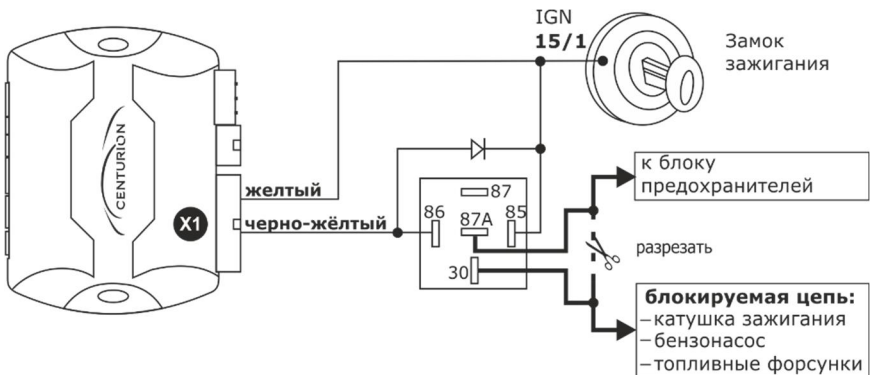 IGN
15/1
Замок
зажигания
CENTURION
желтый
X1
черно-жёлтый
87
86
87A
85
30
к блоку
предохранителей
разрезать
блокируемая цепь:
–катушка зажигания
–бензонасос
–топливные форсунки